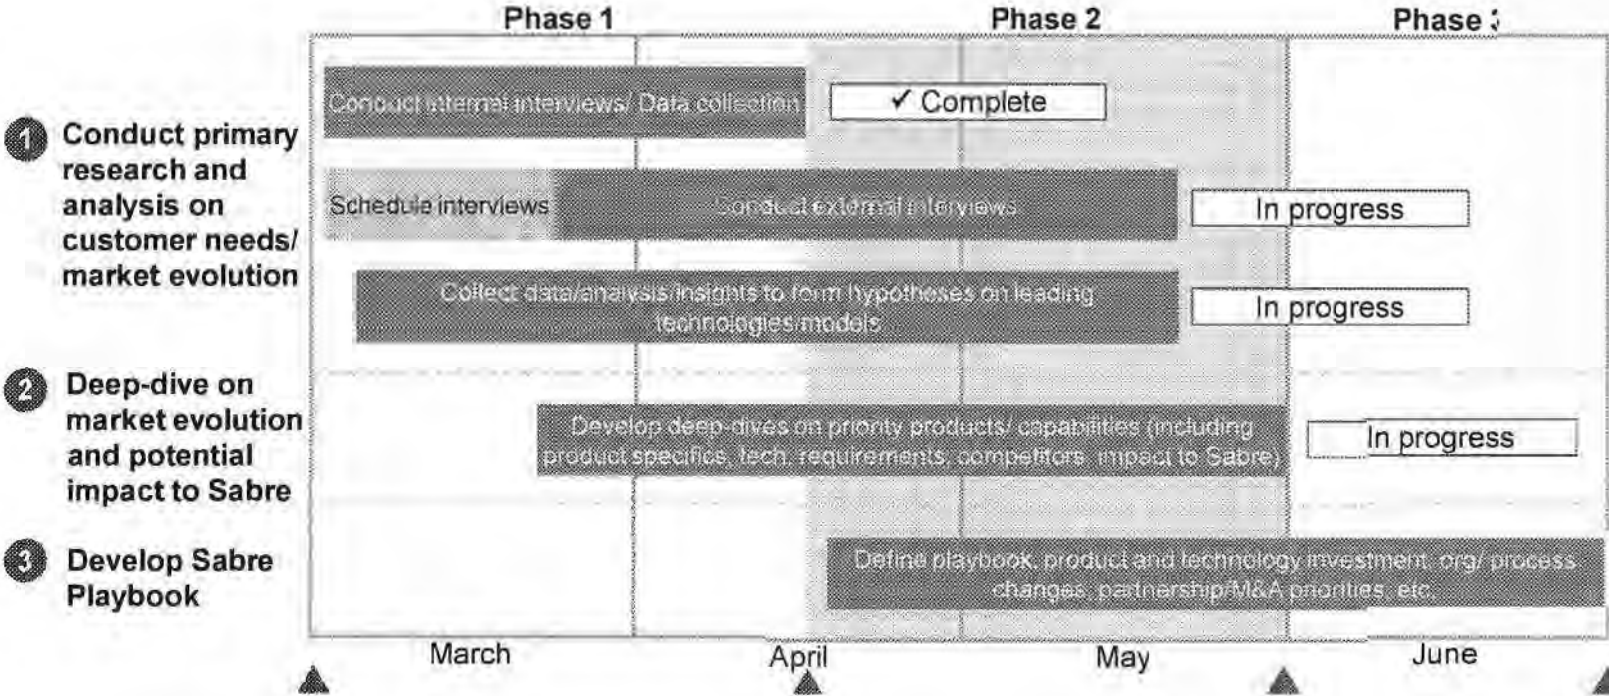 Phase 1
Phase 2
Phase 3
1 Conduct primary
research and
analysis on
customer needs/
market evolution
Conduct internal interviews/ Data collection
✓ Complete
Schedule interviews
Conduct external interviews
In progress
Collect data/analysis/insights to form hypotheses on leading
technologies/models
In progress
2 Deep-dive on
market evolution
and potential
impact to Sabre
Develop deep-dives on priority products/ capabilities (including
product specifics, tech. requirements, competitors, impact to Sabre)
In progress
3 Develop Sabre
Playbook
Define playbook, product and technology investment, org/ process
changes, partnership/M&A priorities, etc.
March
April
May
June